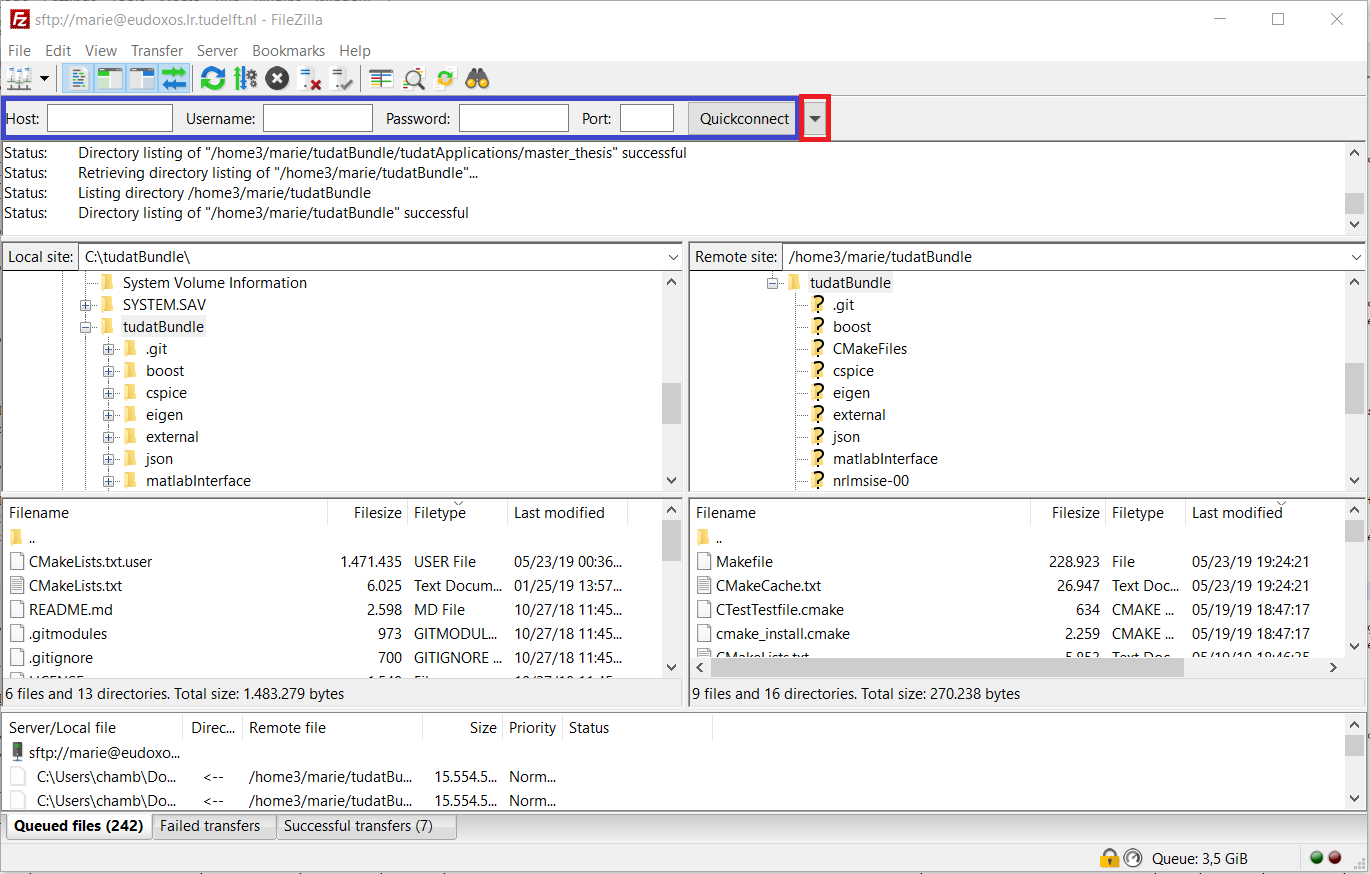 sftp://marie@eudoxos.lr.tudelft.nl - FileZilla
File Edit View Transfer Server Bookmarks Help
Host: Username: Password: Port: Quickconnect
Status: Directory listing of "/home3/marie/tudatBundle/tudatApplications/master_thesis" successful
Status: Retrieving directory listing of "/home3/marie/tudatBundle"...
Status: Listing directory /home3/marie/tudatBundle
Status: Directory listing of "/home3/marie/tudatBundle" successful
Local site: C:\tudatBundle\
System Volume Information
SYSTEM.SAV
tudatBundle
.git
boost
cspice
eigen
external
json
matlabInterface
Remote site: /home3/marie/tudatBundle
tudatBundle
.git
boost
CMakeFiles
cspice
eigen
external
json
matlabInterface
nrlmsise-00
Filename Filesize Filetype Last modified
..
CMakeLists.txt.user 1.471.435 USER File 05/23/19 00:36...
CMakeLists.txt 6.025 Text Docum... 01/25/19 13:57...
README.md 2.598 MD File 10/27/18 11:45...
.gitmodules 973 GITMODUL... 10/27/18 11:45...
.gitignore 700 GITIGNORE ... 10/27/18 11:45...
6 files and 13 directories. Total size: 1.483.279 bytes
Filename Filesize Filetype Last modified
..
Makefile 228.923 File 05/23/19 19:24:21
CMakeCache.txt 26.947 Text Doc... 05/23/19 19:24:21
CTestTestfile.cmake 634 CMAKE ... 05/19/19 18:47:17
cmake_install.cmake 2.259 CMAKE ... 05/19/19 18:47:17
CMakeLists.txt 5.853 Text Doc... 05/19/19 18:46:35
9 files and 16 directories. Total size: 270.238 bytes
Server/Local file Direc... Remote file Size Priority Status
sftp://marie@eudoxo...
C:\Users\chamb\Do... <-- /home3/marie/tudatBu... 15.554.5... Norm...
C:\Users\chamb\Do... <-- /home3/marie/tudatBu... 15.554.5... Norm...
Queued files (242) Failed transfers Successful transfers (7)
Queue: 3,5 GiB